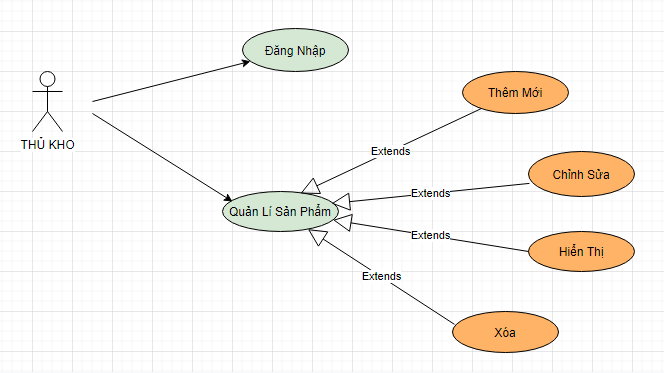 Đăng Nhập
Thêm Mới
THỦ KHO
Extends
Chỉnh Sửa
Extends
Quản Lí Sản Phẩm
Extends
Hiển Thị
Extends
Xóa